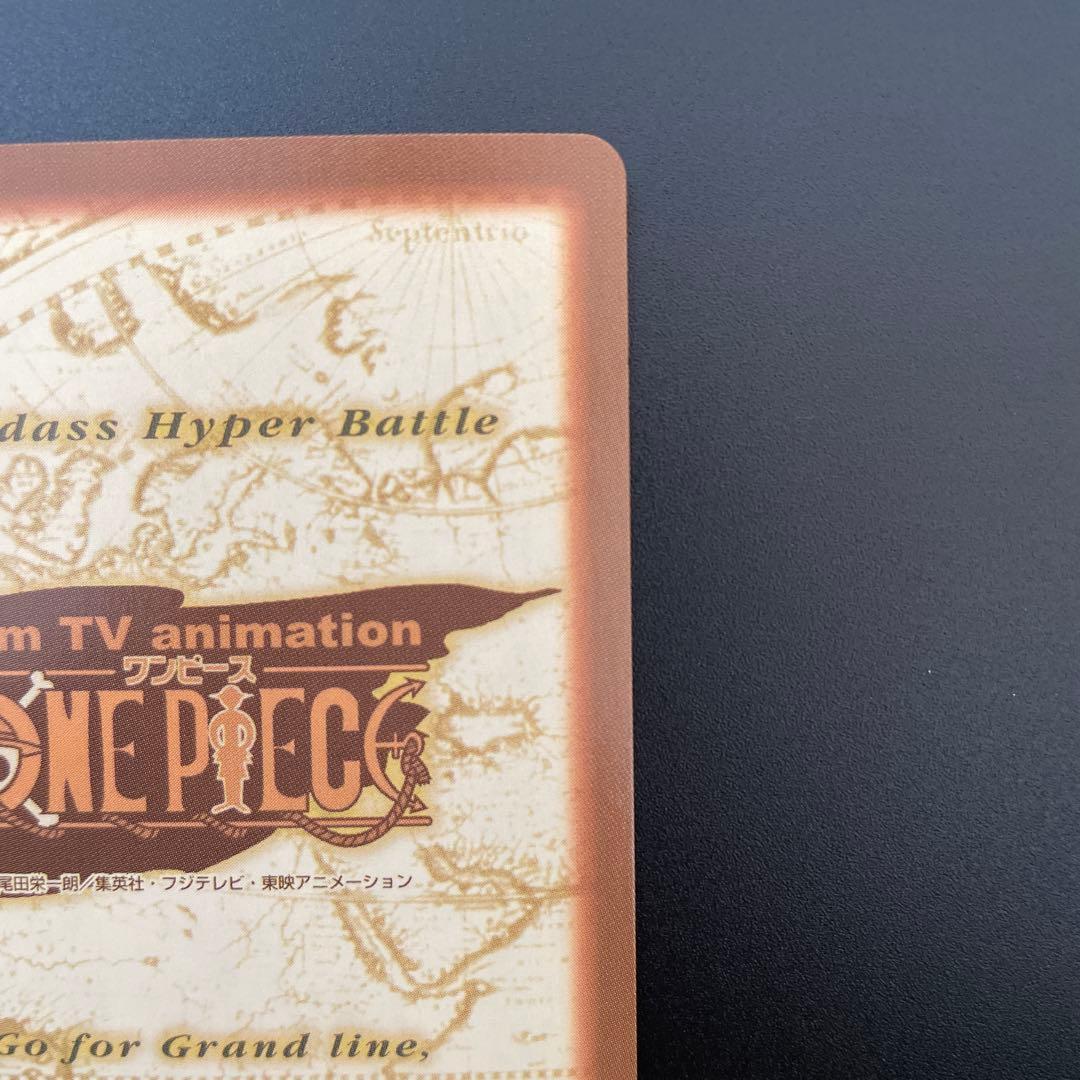 Septentrio
dass Hyper Battle
m TV animation
ワンピース
ONE PIECE
尾田栄一郎/集英社・フジテレビ・東映アニメーション
Go for Grand line,